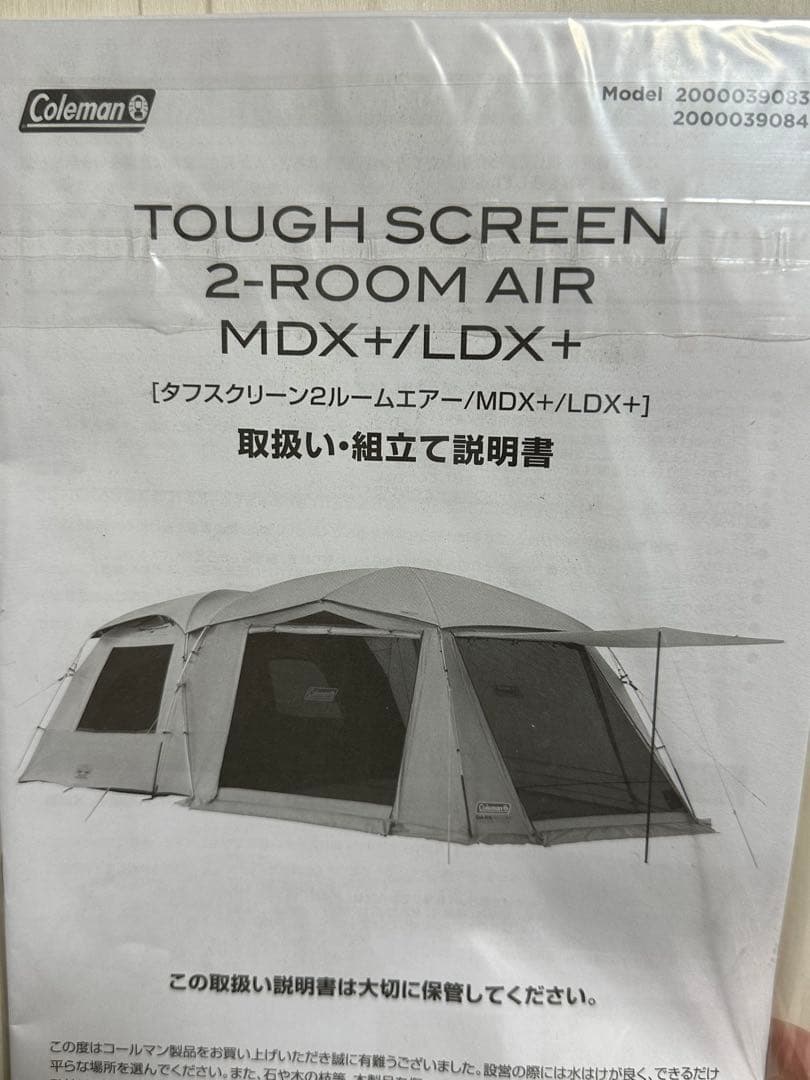 Coleman
Model 2000039083
2000039084
TOUGH SCREEN
2-ROOM AIR
MDX+/LDX+
[タフスクリーン2ルームエアー/MDX+/LDX+]
取扱い・組立て説明書
Coleman
Coleman
この取扱い説明書は大切に保管してください。
この度はコールマン製品をお買い上げいただき誠に有難うございました。設営の際には水はけが良く、できるだけ
平らな場所を選んでください。また、石や木の枝等、本製品を